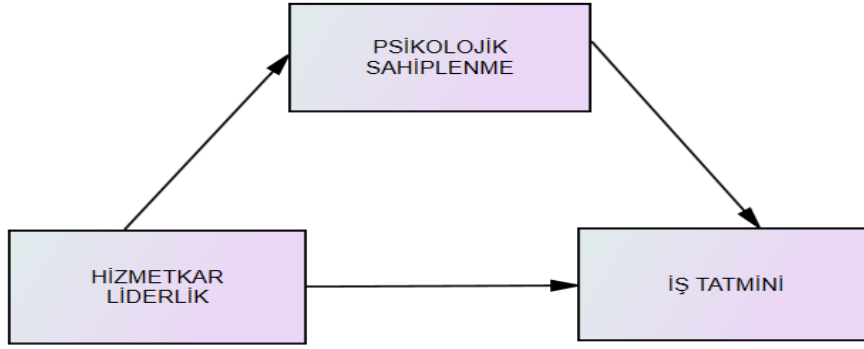 PSİKOLOJİK
SAHİPLENME
HİZMETKAR
LİDERLİK
İŞ TATMİNİ